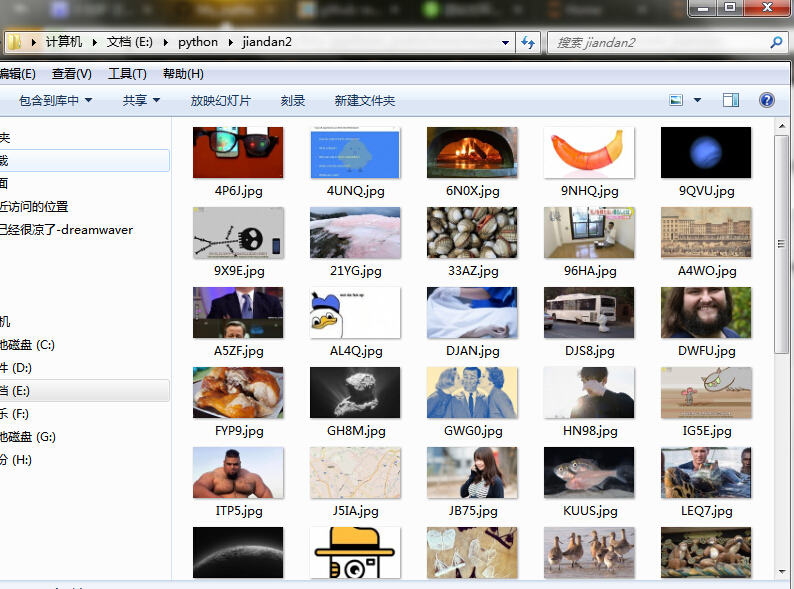 计算机 ▸ 文档 (E:) ▸ python ▸ jiandan2
搜索 jiandan2
编辑(E) 查看(V) 工具(T) 帮助(H)
包含到库中 共享 放映幻灯片 刻录 新建文件夹
夹
载
面
近访问的位置
已经很凉了-dreamwaver
机
地磁盘 (C:)
件 (D:)
档 (E:)
乐 (F:)
地磁盘 (G:)
份 (H:)
4P6J.jpg 4UNQ.jpg 6N0X.jpg 9NHQ.jpg 9QVU.jpg
9X9E.jpg 21YG.jpg 33AZ.jpg 96HA.jpg A4WO.jpg
A5ZF.jpg AL4Q.jpg DJAN.jpg DJS8.jpg DWFU.jpg
FYP9.jpg GH8M.jpg GWG0.jpg HN98.jpg IG5E.jpg
ITP5.jpg J5IA.jpg JB75.jpg KUUS.jpg LEQ7.jpg